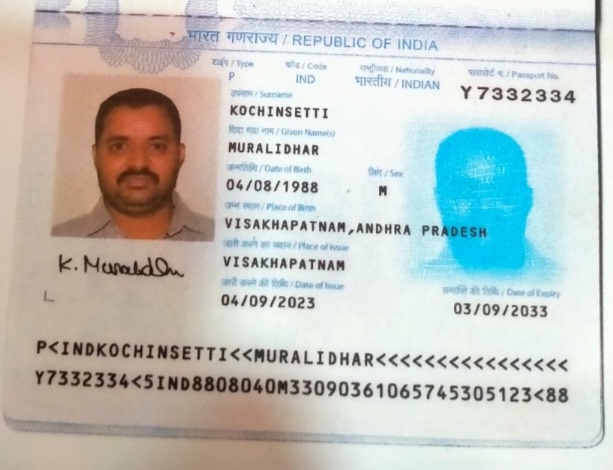 भारत गणराज्य / REPUBLIC OF INDIA
टाईप / Type कोड / Code राष्ट्रीयता / Nationality पासपोर्ट न. / Passport No.
P IND भारतीय / INDIAN Y7332334
उपनाम / Surname
KOCHINSETTI
दिया गया नाम / Given Name(s)
MURALIDHAR
जन्मतिथि / Date of Birth लिंग / Sex
04/08/1988 M
जन्म स्थान / Place of Birth
VISAKHAPATNAM,ANDHRA PRADESH
जारी करने का स्थान / Place of Issue
VISAKHAPATNAM
जारी करने की तिथि / Date of Issue समाप्ति की तिथि / Date of Expiry
04/09/2023 03/09/2033
K. Muralidhr
P<INDKOCHINSETTI<<MURALIDHAR<<<<<<<<<<<<<<<<
Y7332334<5IND8808040M33090361065745305123<88